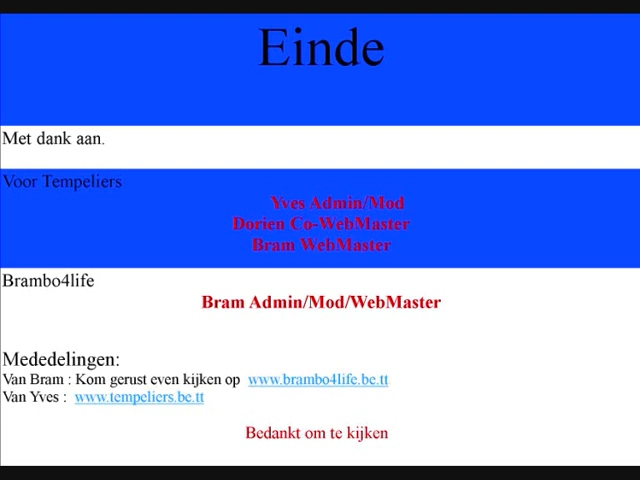 Einde
Met dank aan.
Voor Tempeliers
Yves Admin/Mod
Dorien Co-WebMaster
Bram WebMaster
Brambo4life
Bram Admin/Mod/WebMaster
Mededelingen:
Van Bram : Kom gerust even kijken op www.brambo4life.be.tt
Van Yves : www.tempeliers.be.tt
Bedankt om te kijken